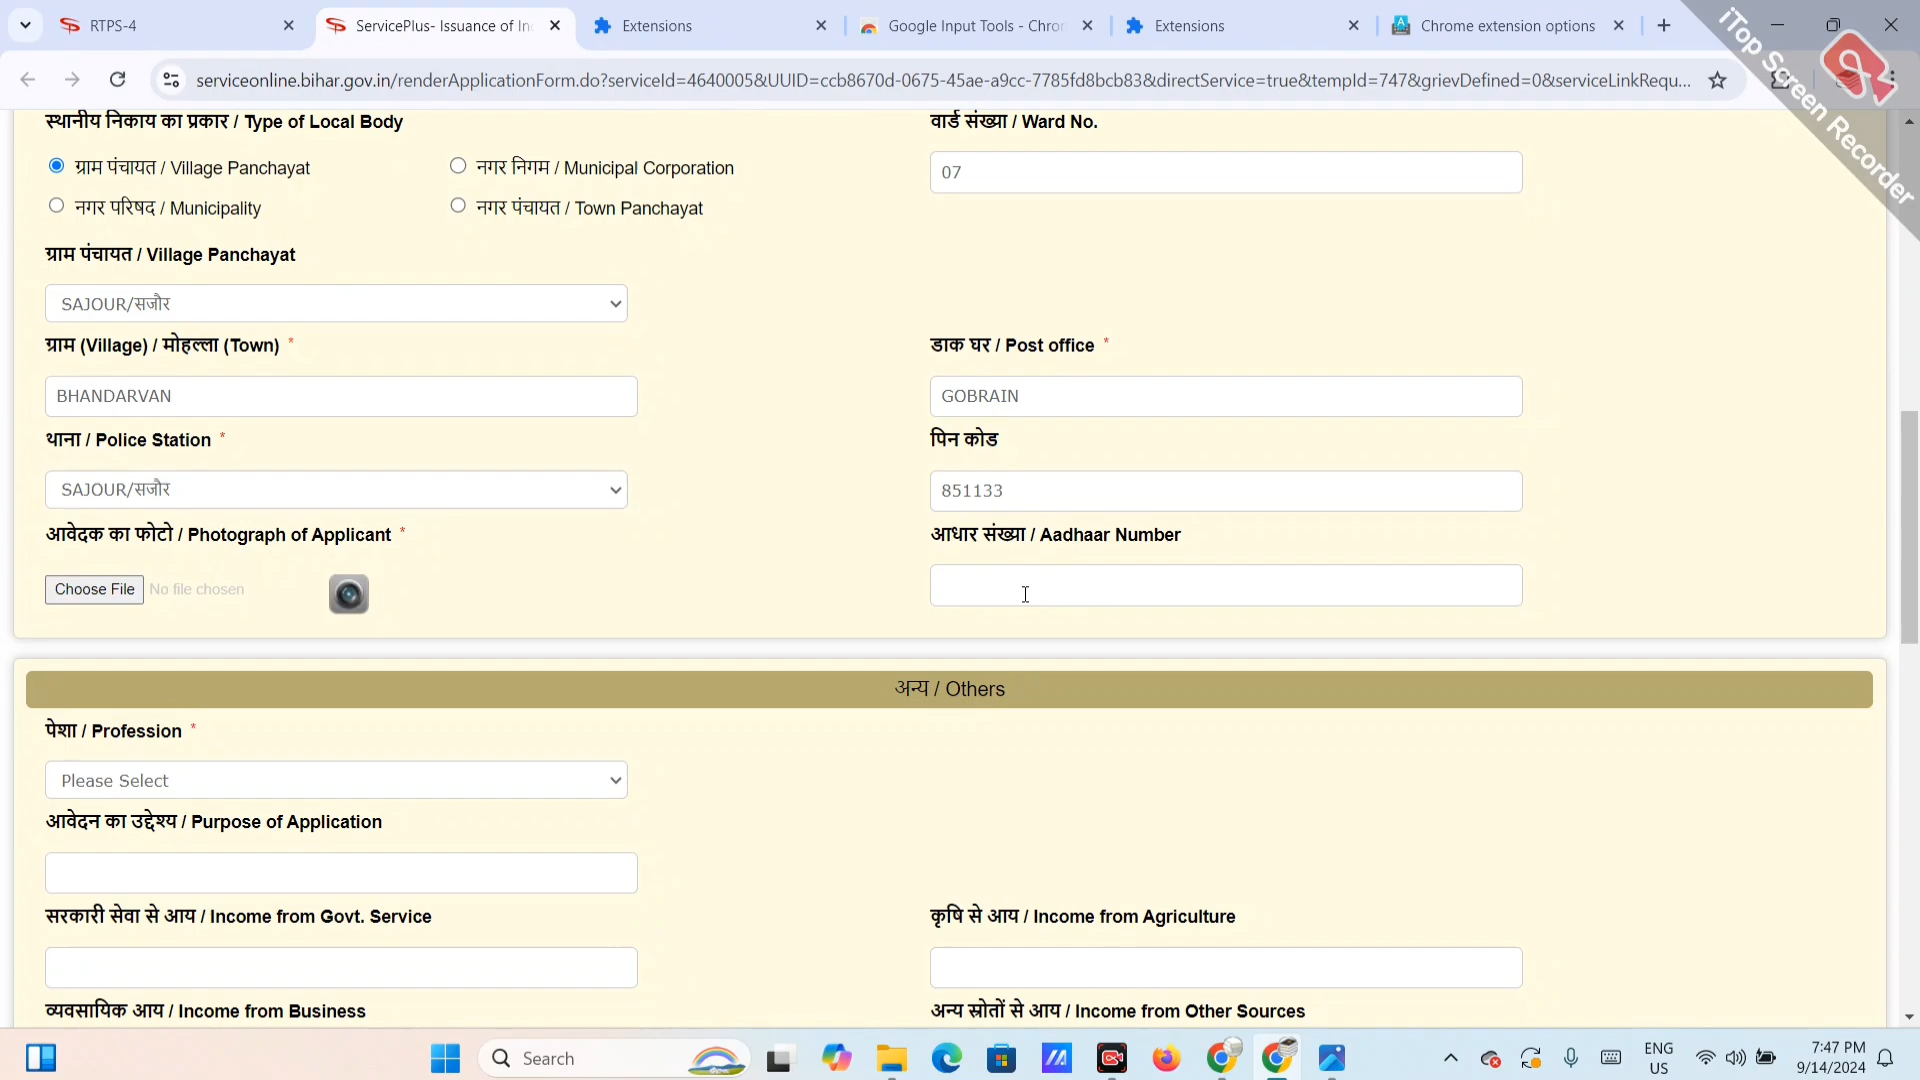 RTPS-4
ServicePlus- Issuance of In
Extensions
Google Input Tools - Chro
Extensions
Chrome extension options
serviceonline.bihar.gov.in/renderApplicationForm.do?serviceId=4640005&UUID=ccb8670d-0675-45ae-a9cc-7785fd8bcb83&directService=true&tempId=747&grievDefined=0&serviceLinkRequ...
iTop Screen Recorder
स्थानीय निकाय का प्रकार / Type of Local Body
वार्ड संख्या / Ward No.
ग्राम पंचायत / Village Panchayat
नगर निगम / Municipal Corporation
07
नगर परिषद / Municipality
नगर पंचायत / Town Panchayat
ग्राम पंचायत / Village Panchayat
SAJOUR/सजौर
ग्राम (Village) / मोहल्ला (Town) *
डाक घर / Post office *
BHANDARVAN
GOBRAIN
थाना / Police Station *
पिन कोड
SAJOUR/सजौर
851133
आवेदक का फोटो / Photograph of Applicant *
आधार संख्या / Aadhaar Number
Choose File No file chosen
अन्य / Others
पेशा / Profession *
Please Select
आवेदन का उद्देश्य / Purpose of Application
सरकारी सेवा से आय / Income from Govt. Service
कृषि से आय / Income from Agriculture
व्यवसायिक आय / Income from Business
अन्य स्रोतों से आय / Income from Other Sources
Search
ENG
US
7:47 PM
9/14/2024